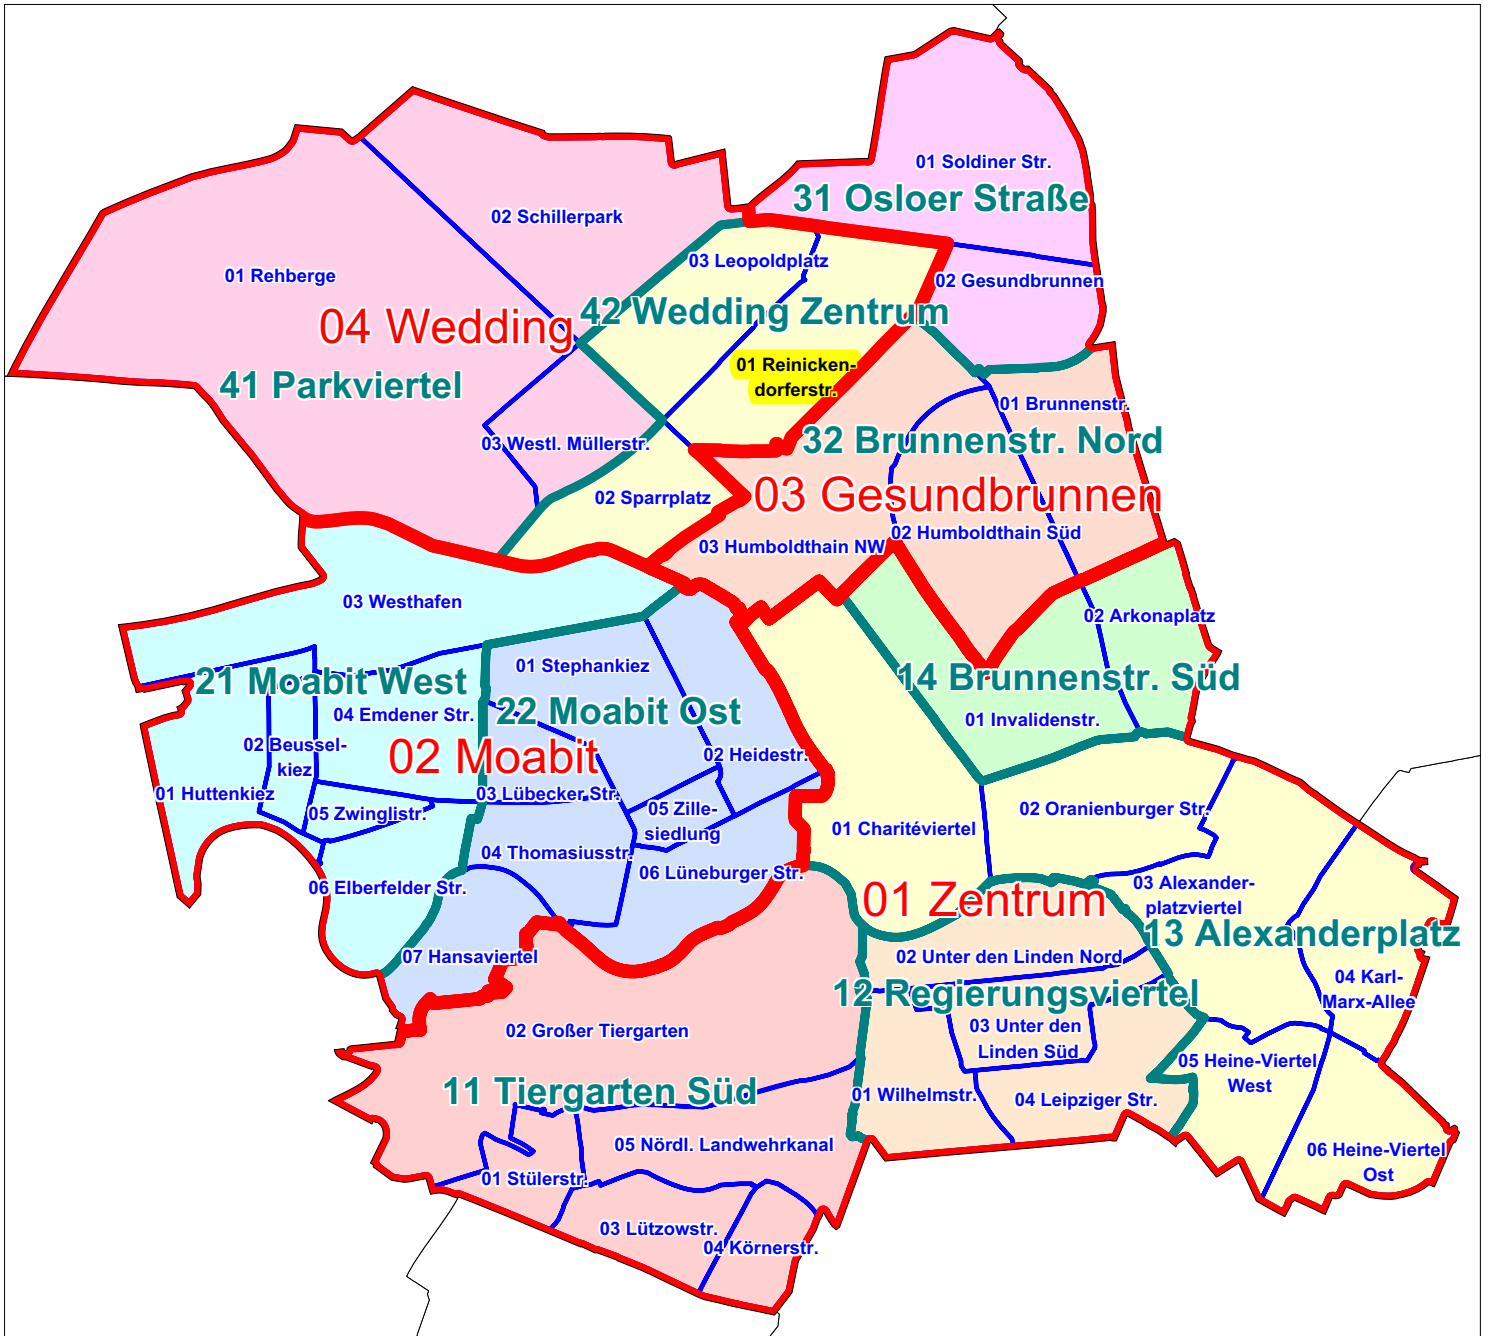 01 Soldiner Str.
31 Osloer Straße
02 Schillerpark
03 Leopoldplatz
01 Rehberge
02 Gesundbrunnen
42 Wedding Zentrum
04 Wedding
01 Reinicken-
dorferstr.
41 Parkviertel
01 Brunnenstr.
32 Brunnenstr. Nord
03 Westl. Müllerstr.
02 Sparrplatz
03 Gesundbrunnen
02 Humboldthain Süd
03 Humboldthain NW
03 Westhafen
02 Arkonaplatz
01 Stephankiez
21 Moabit West
14 Brunnenstr. Süd
22 Moabit Ost
04 Emdener Str.
01 Invalidenstr.
02 Beussel-
kiez
02 Moabit
02 Heidestr.
01 Huttenkiez
03 Lübecker Str.
05 Zwinglistr.
05 Zille-
siedlung
02 Oranienburger Str.
01 Charitéviertel
04 Thomasiusstr.
06 Lüneburger Str.
06 Elberfelder Str.
03 Alexander-
platzviertel
01 Zentrum
13 Alexanderplatz
07 Hansaviertel
02 Unter den Linden Nord
04 Karl-
Marx-Allee
12 Regierungsviertel
02 Großer Tiergarten
03 Unter den
Linden Süd
05 Heine-Viertel
West
11 Tiergarten Süd
01 Wilhelmstr.
04 Leipziger Str.
05 Nördl. Landwehrkanal
06 Heine-Viertel
Ost
01 Stülerstr.
03 Lützowstr.
04 Körnerstr.